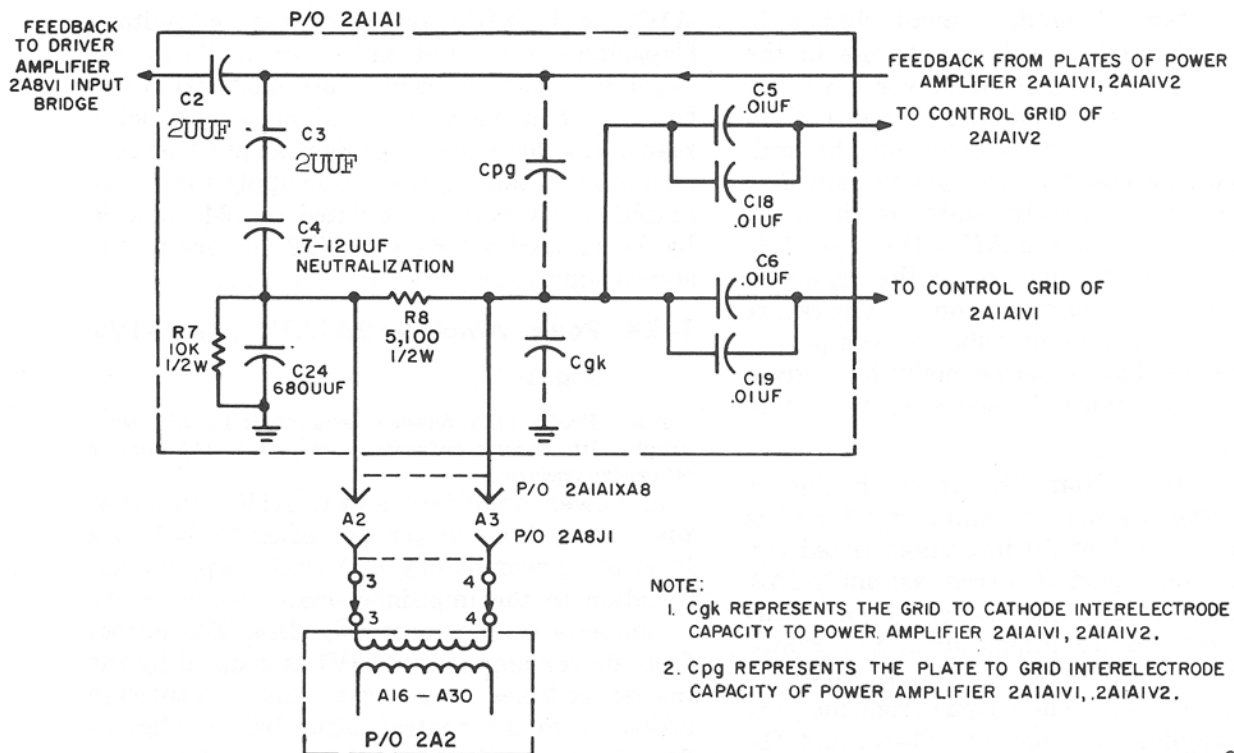 P/O 2A1A1
FEEDBACK
TO DRIVER
AMPLIFIER
2A8V1 INPUT
BRIDGE
FEEDBACK FROM PLATES OF POWER
AMPLIFIER 2A1A1V1, 2A1A1V2
C2
2UUF
C3
2UUF
C5
.01UF
TO CONTROL GRID OF
2A1A1V2
Cpg
C18
.01UF
C4
.7-12UUF
NEUTRALIZATION
C6
.01UF
TO CONTROL GRID OF
2A1A1V1
R7
10K
1/2W
R8
5,100
1/2W
C24
680UUF
Cgk
C19
.01UF
P/O 2A1A1XA8
A2
A3
P/O 2A8J1
3
4
3
4
A16 - A30
P/O 2A2
NOTE:
1. Cgk REPRESENTS THE GRID TO CATHODE INTERELECTRODE
CAPACITY TO POWER. AMPLIFIER 2A1A1V1, 2A1A1V2.
2. Cpg REPRESENTS THE PLATE TO GRID INTERELECTRODE
CAPACITY OF POWER AMPLIFIER 2A1A1V1, .2A1A1V2.